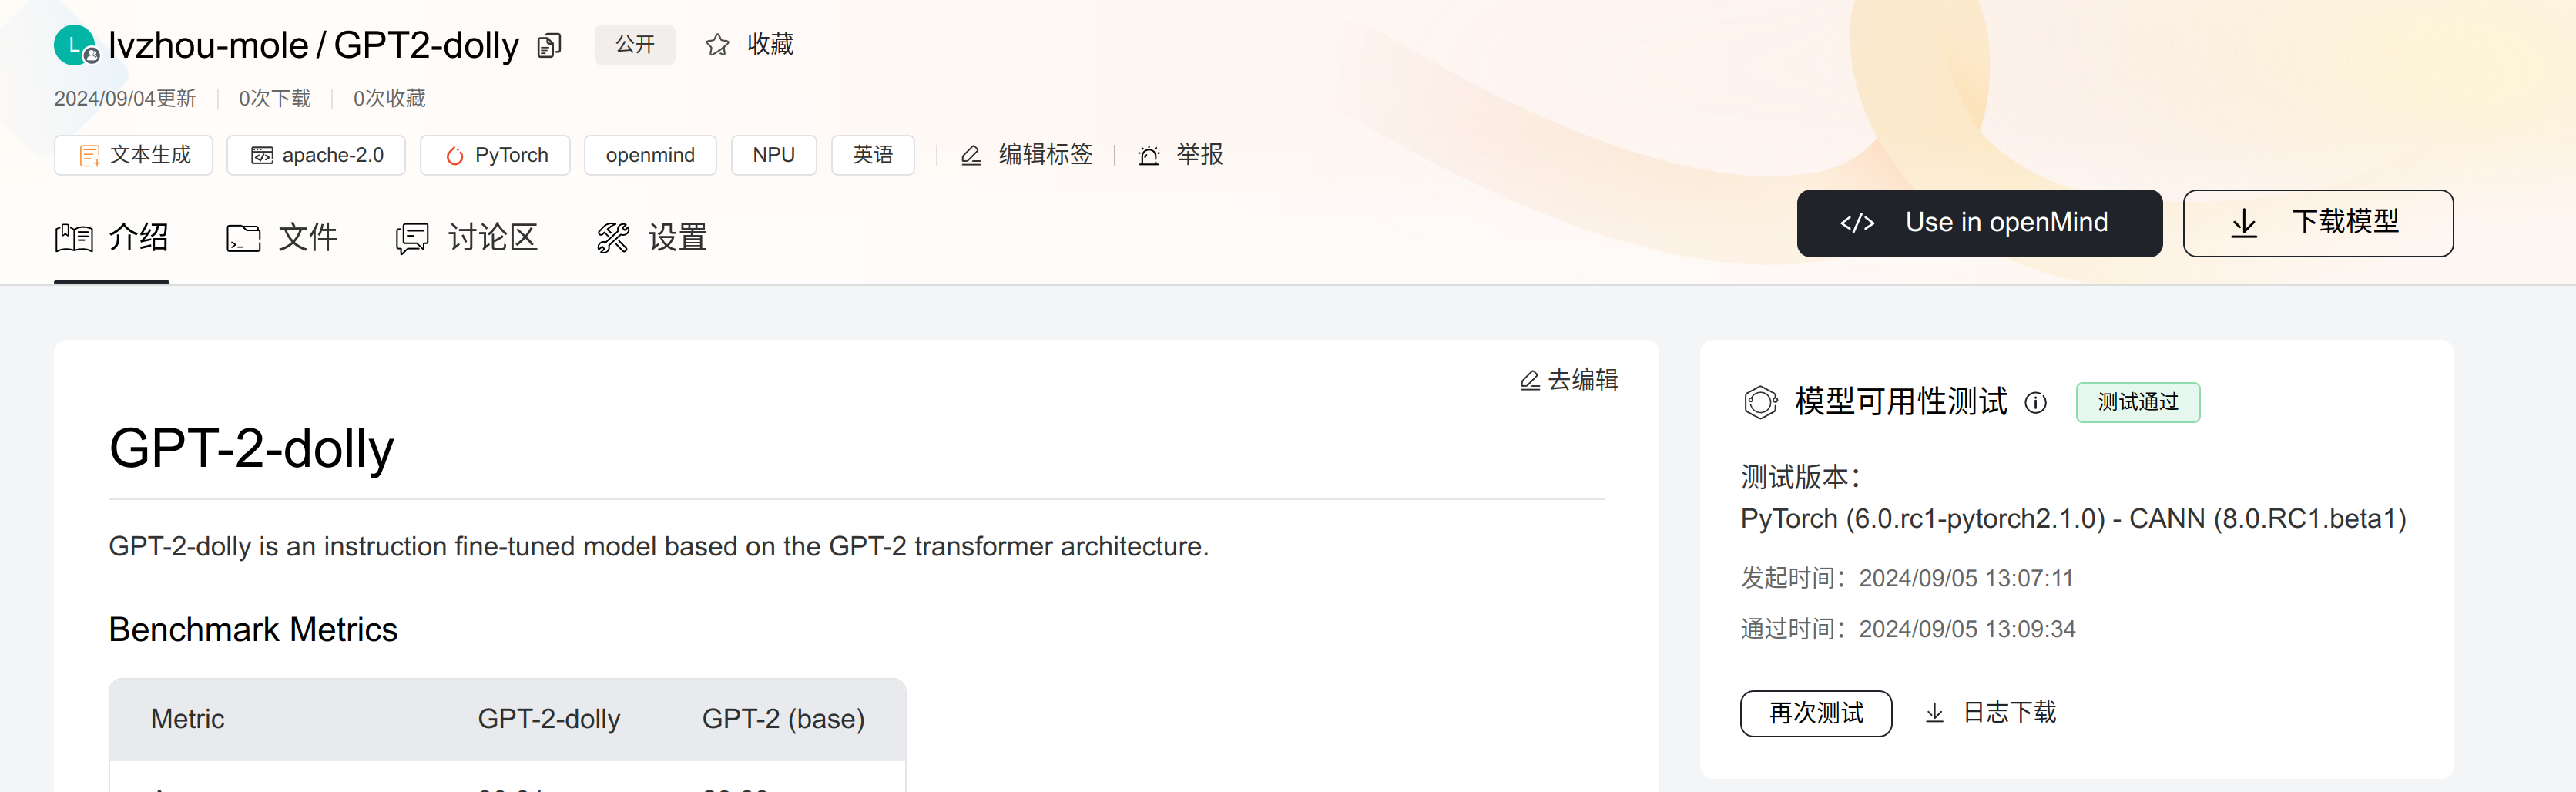 L lvzhou-mole / GPT2-dolly 公开 收藏
2024/09/04更新 0次下载 0次收藏
文本生成 apache-2.0 PyTorch openmind NPU 英语 编辑标签 举报
介绍 文件 讨论区 设置
</> Use in openMind 下载模型
去编辑
GPT-2-dolly
GPT-2-dolly is an instruction fine-tuned model based on the GPT-2 transformer architecture.
Benchmark Metrics
Metric GPT-2-dolly GPT-2 (base)
模型可用性测试 测试通过
测试版本：
PyTorch (6.0.rc1-pytorch2.1.0) - CANN (8.0.RC1.beta1)
发起时间：2024/09/05 13:07:11
通过时间：2024/09/05 13:09:34
再次测试 日志下载